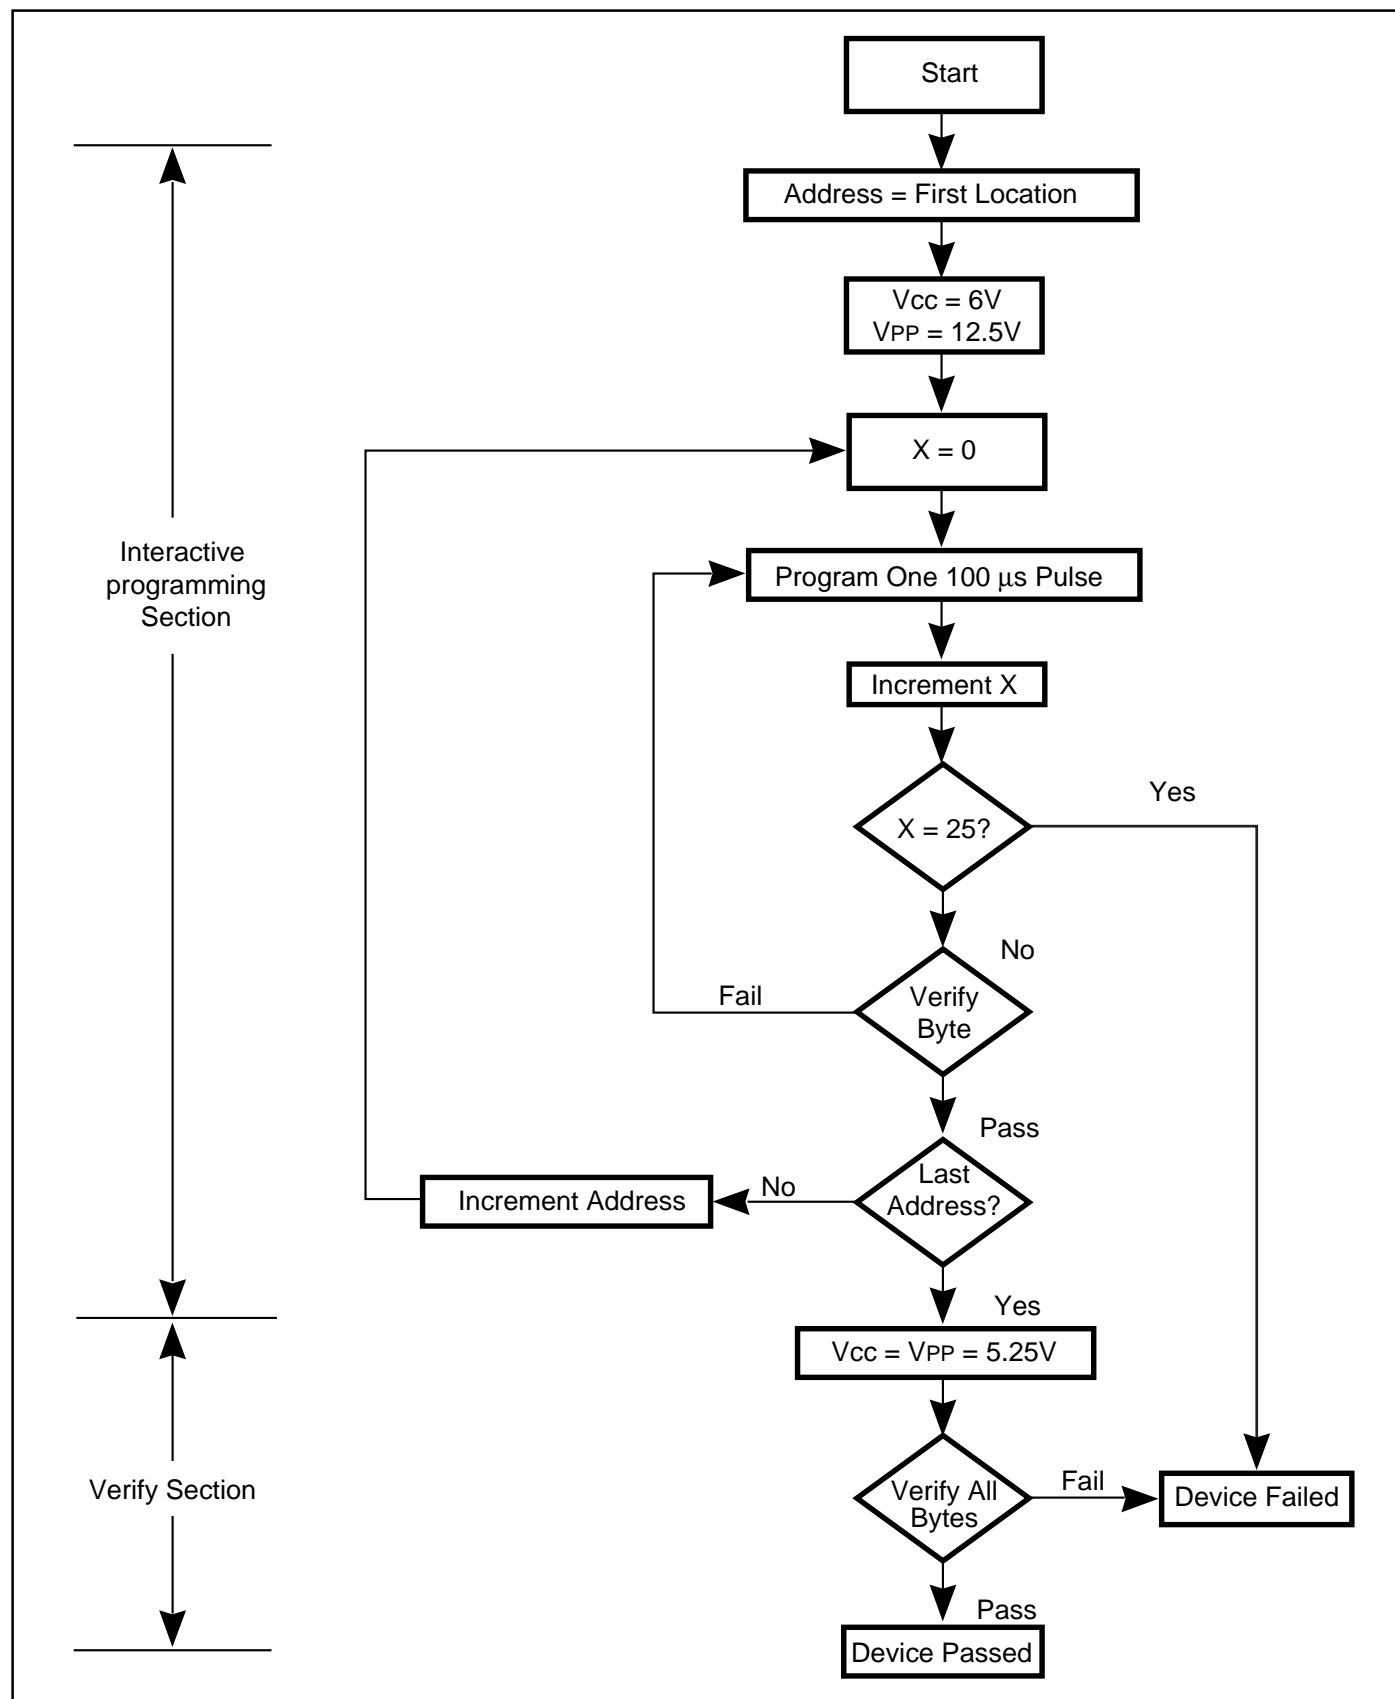 Start
Address = First Location
Vcc = 6V
VPP = 12.5V
X = 0
Interactive
programming
Section
Program One 100 µs Pulse
Increment X
X = 25?
Yes
No
Verify
Byte
Fail
Pass
Last
Address?
No
Increment Address
Yes
Vcc = VPP = 5.25V
Verify Section
Verify All
Bytes
Fail
Device Failed
Pass
Device Passed